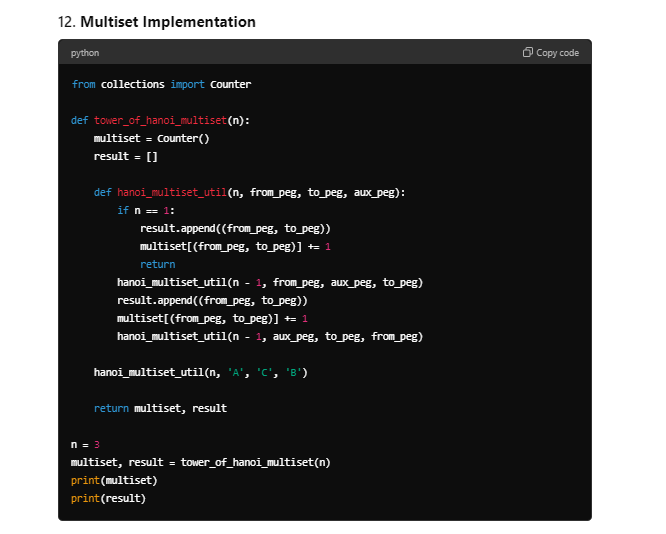 12. Multiset Implementation
python
Copy code
from collections import Counter
def tower_of_hanoi_multiset(n):
    multiset = Counter()
    result = []
    def hanoi_multiset_util(n, from_peg, to_peg, aux_peg):
        if n == 1:
            result.append((from_peg, to_peg))
            multiset[(from_peg, to_peg)] += 1
            return
        hanoi_multiset_util(n - 1, from_peg, aux_peg, to_peg)
        result.append((from_peg, to_peg))
        multiset[(from_peg, to_peg)] += 1
        hanoi_multiset_util(n - 1, aux_peg, to_peg, from_peg)
    hanoi_multiset_util(n, 'A', 'C', 'B')
    return multiset, result
n = 3
multiset, result = tower_of_hanoi_multiset(n)
print(multiset)
print(result)